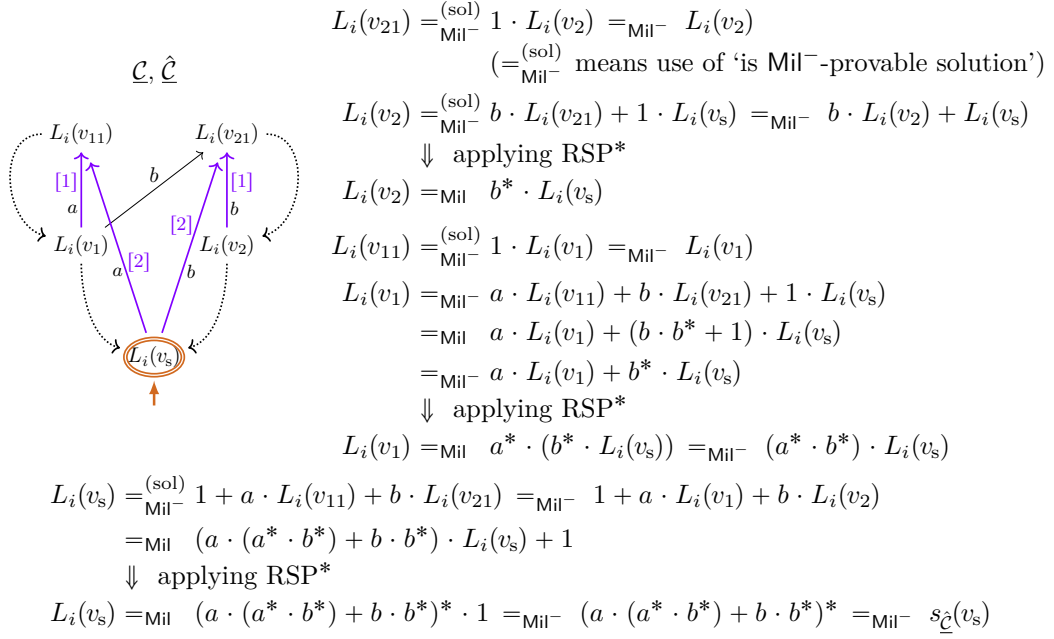 C, Ĉ
L_i(v_11) L_i(v_21)
[1] [1]
b
a b
[2]
L_i(v_1) L_i(v_2)
a [2] b
L_i(v_s)
L_i(v_21) =^(sol)_Mil⁻ 1 · L_i(v_2) =_Mil⁻ L_i(v_2)
(=^(sol)_Mil⁻ means use of ‘is Mil⁻-provable solution’)
L_i(v_2) =^(sol)_Mil⁻ b · L_i(v_21) + 1 · L_i(v_s) =_Mil⁻ b · L_i(v_2) + L_i(v_s)
⇓ applying RSP*
L_i(v_2) =_Mil b* · L_i(v_s)
L_i(v_11) =^(sol)_Mil⁻ 1 · L_i(v_1) =_Mil⁻ L_i(v_1)
L_i(v_1) =_Mil⁻ a · L_i(v_11) + b · L_i(v_21) + 1 · L_i(v_s)
=_Mil a · L_i(v_1) + (b · b* + 1) · L_i(v_s)
=_Mil⁻ a · L_i(v_1) + b* · L_i(v_s)
⇓ applying RSP*
L_i(v_1) =_Mil a* · (b* · L_i(v_s)) =_Mil⁻ (a* · b*) · L_i(v_s)
L_i(v_s) =^(sol)_Mil⁻ 1 + a · L_i(v_11) + b · L_i(v_21) =_Mil⁻ 1 + a · L_i(v_1) + b · L_i(v_2)
=_Mil (a · (a* · b*) + b · b*) · L_i(v_s) + 1
⇓ applying RSP*
L_i(v_s) =_Mil (a · (a* · b*) + b · b*)* · 1 =_Mil⁻ (a · (a* · b*) + b · b*)* =_Mil⁻ s_Ĉ(v_s)